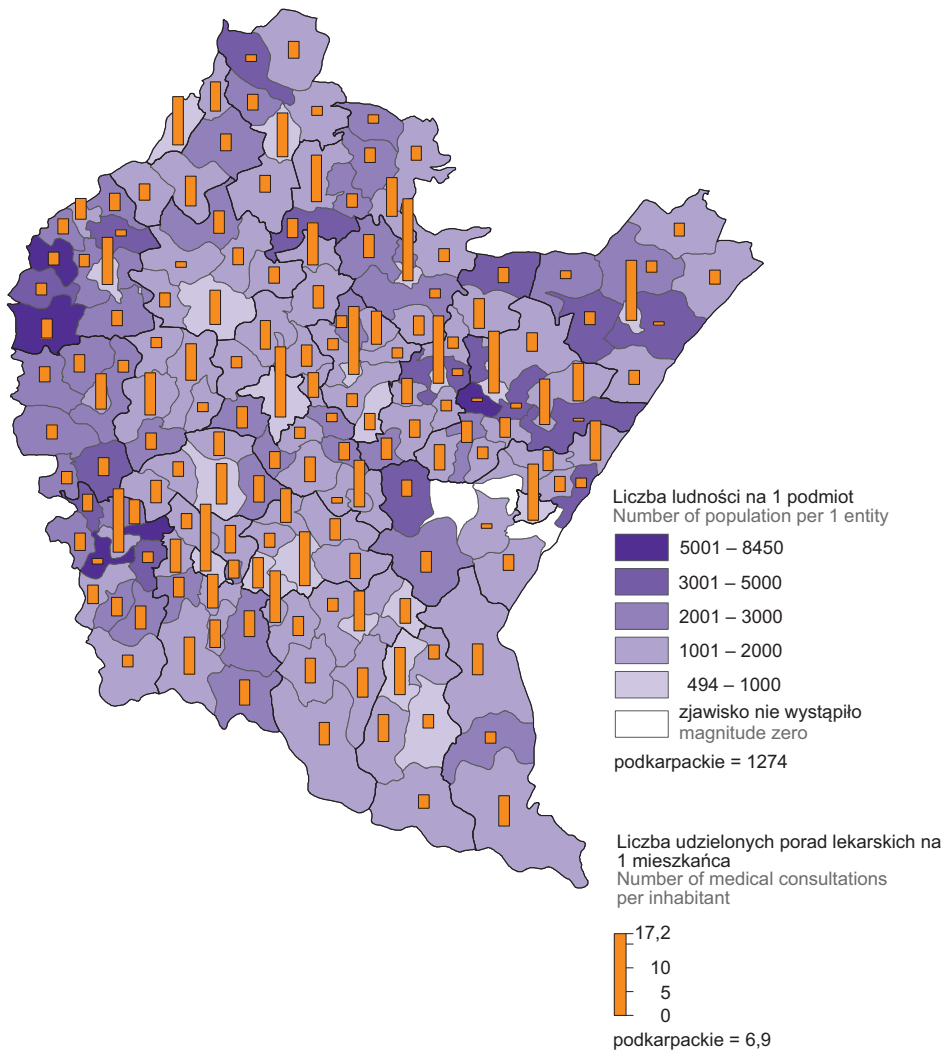 Liczba ludności na 1 podmiot
Number of population per 1 entity
5001 – 8450
3001 – 5000
2001 – 3000
1001 – 2000
494 – 1000
zjawisko nie wystąpiło
magnitude zero
podkarpackie = 1274
Liczba udzielonych porad lekarskich na
1 mieszkańca
Number of medical consultations
per inhabitant
17,2
10
5
0
podkarpackie = 6,9